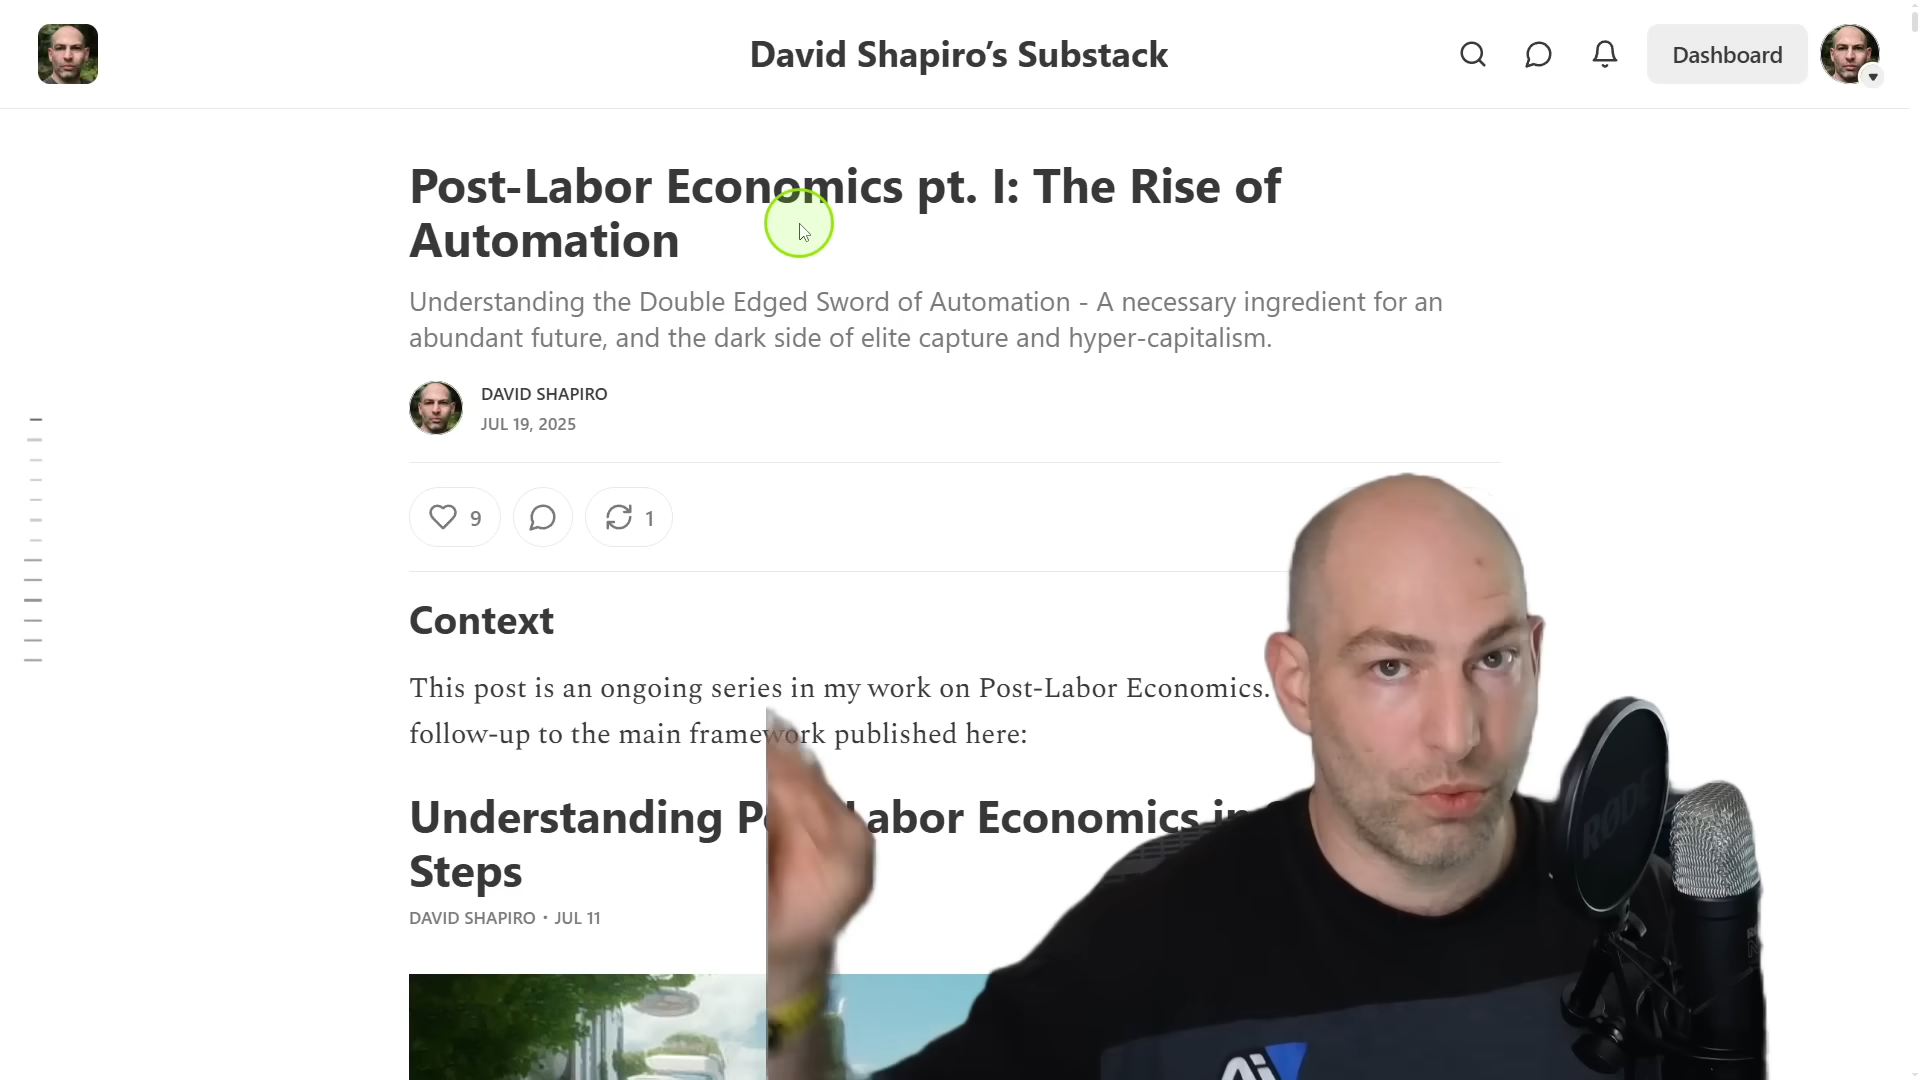 David Shapiro’s Substack
Dashboard
Post-Labor Economics pt. I: The Rise of
Automation
Understanding the Double Edged Sword of Automation - A necessary ingredient for an
abundant future, and the dark side of elite capture and hyper-capitalism.
DAVID SHAPIRO
JUL 19, 2025
9
1
Context
This post is an ongoing series in my work on Post-Labor Economics.
follow-up to the main framework published here:
Understanding Labor Economics in
Steps
DAVID SHAPIRO · JUL 11
RØDE
Ai